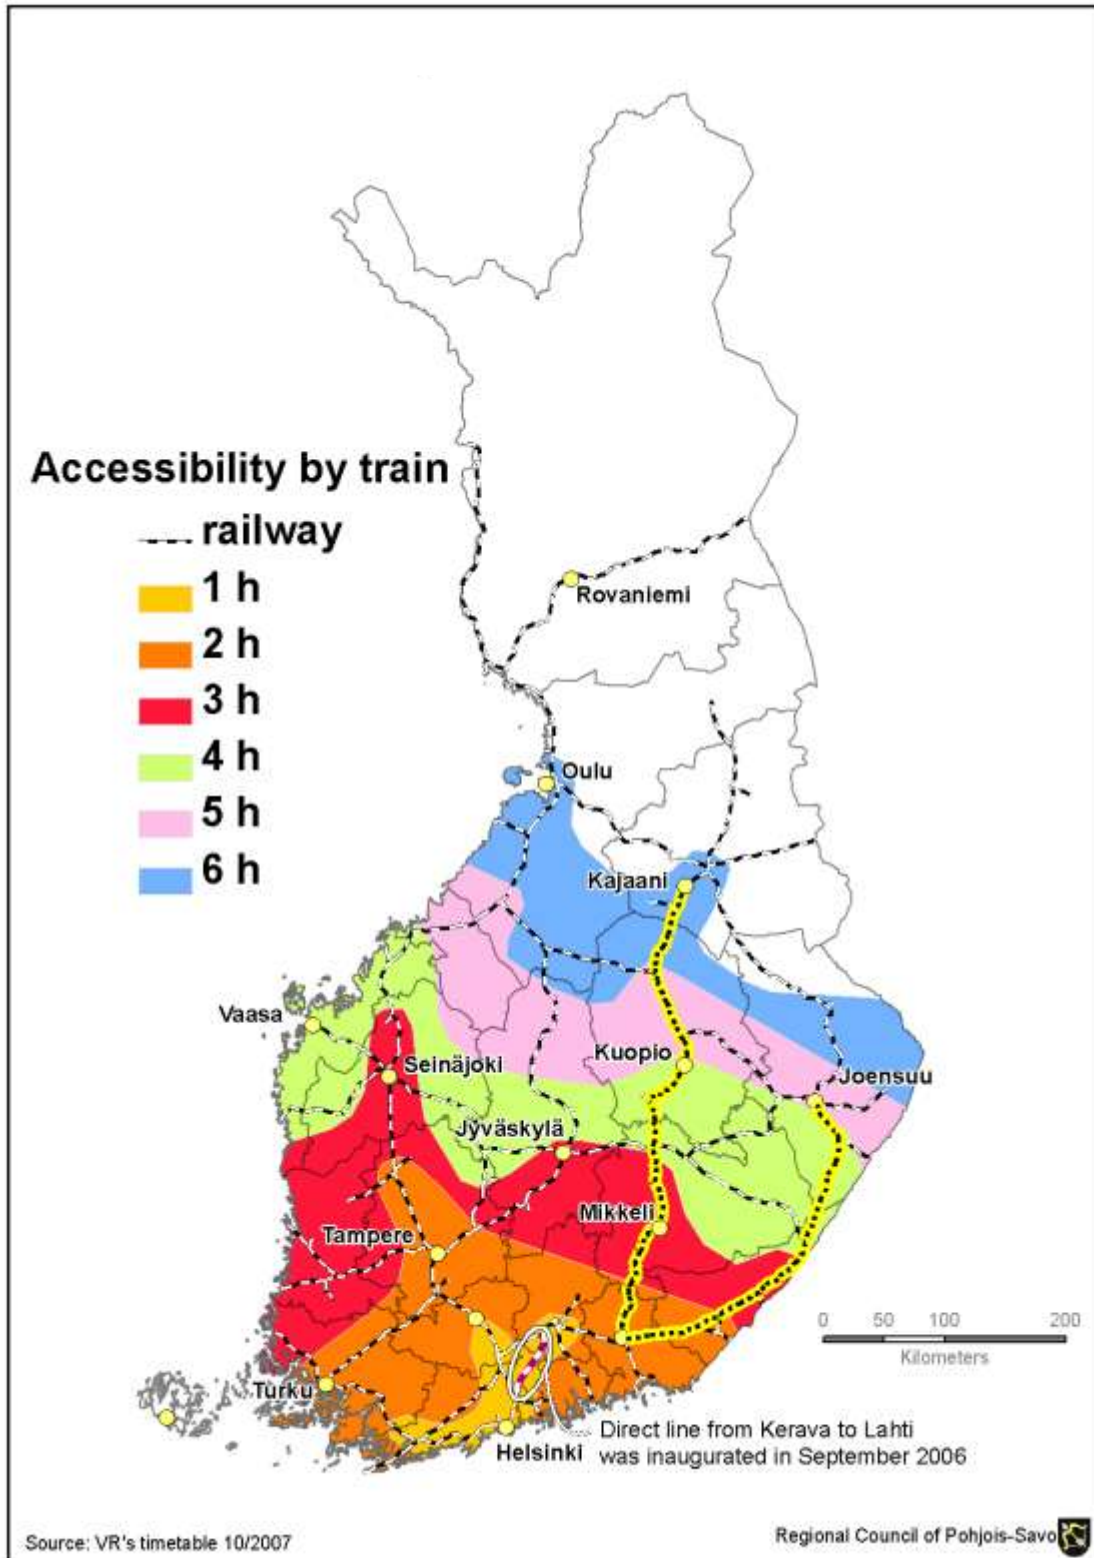 Accessibility by train
railway
1 h
2 h
3 h
4 h
5 h
6 h
Rovaniemi
Oulu
Kajaani
Vaasa
Seinäjoki
Kuopio
Joensuu
Jyväskylä
Mikkeli
Tampere
0 50 100 200
Kilometers
Turku
Helsinki
Direct line from Kerava to Lahti
was inaugurated in September 2006
Source: VR's timetable 10/2007
Regional Council of Pohjois-Savo